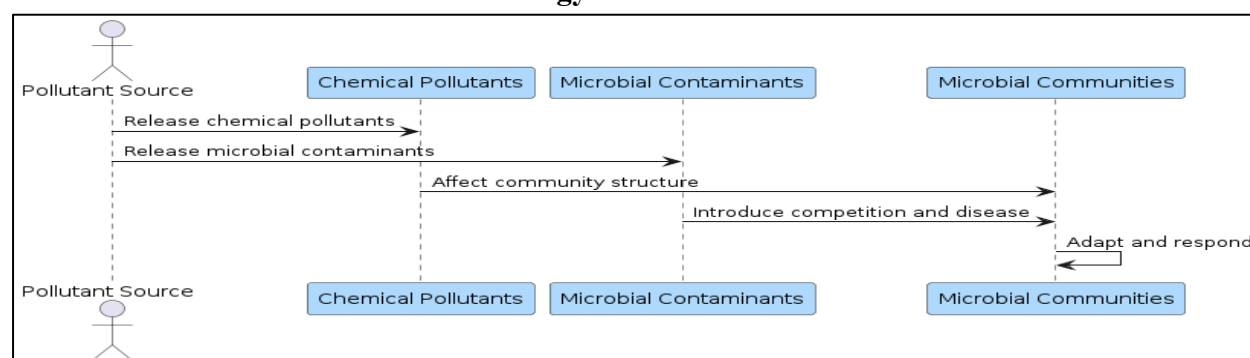 gy
Pollutant Source
Chemical Pollutants
Microbial Contaminants
Microbial Communities
Release chemical pollutants
Release microbial contaminants
Affect community structure
Introduce competition and disease
Adapt and respond
Pollutant Source
Chemical Pollutants
Microbial Contaminants
Microbial Communities